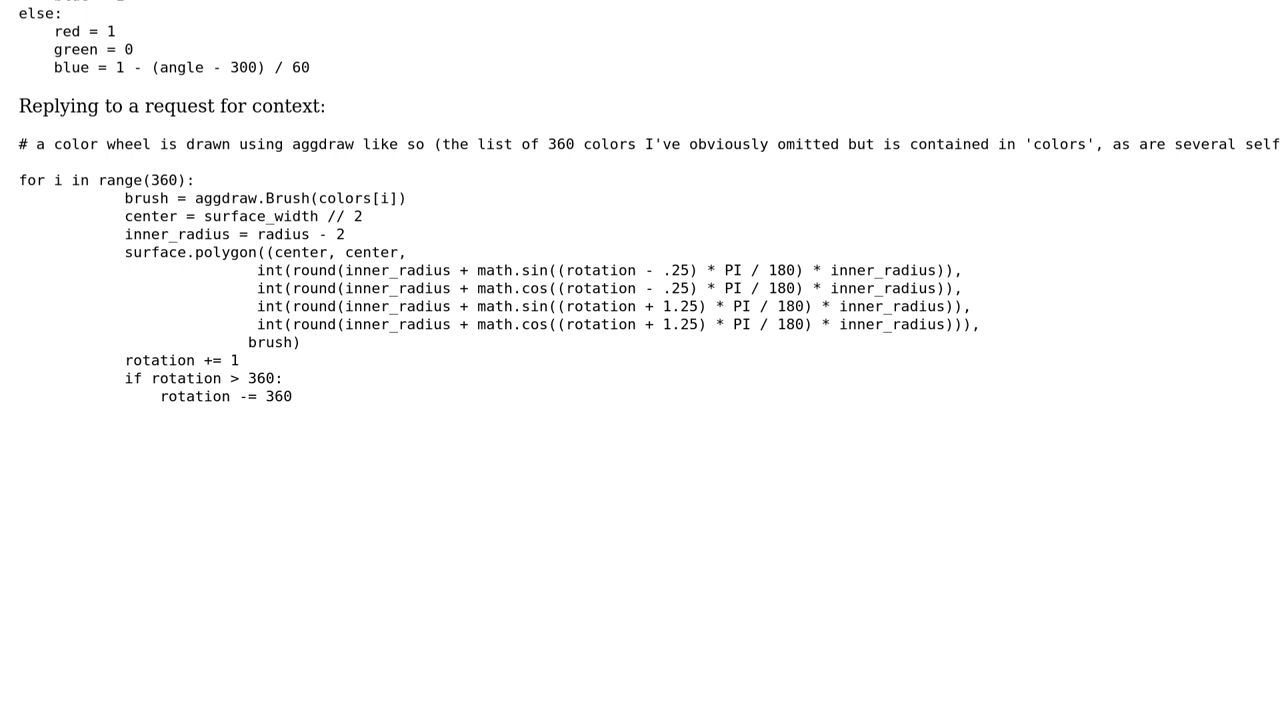 else:
    red = 1
    green = 0
    blue = 1 - (angle - 300) / 60
Replying to a request for context:
# a color wheel is drawn using aggdraw like so (the list of 360 colors I've obviously omitted but is contained in 'colors', as are several self
for i in range(360):
            brush = aggdraw.Brush(colors[i])
            center = surface_width // 2
            inner_radius = radius - 2
            surface.polygon((center, center,
                           int(round(inner_radius + math.sin((rotation - .25) * PI / 180) * inner_radius)),
                           int(round(inner_radius + math.cos((rotation - .25) * PI / 180) * inner_radius)),
                           int(round(inner_radius + math.sin((rotation + 1.25) * PI / 180) * inner_radius)),
                           int(round(inner_radius + math.cos((rotation + 1.25) * PI / 180) * inner_radius))),
                          brush)
            rotation += 1
            if rotation > 360:
                rotation -= 360